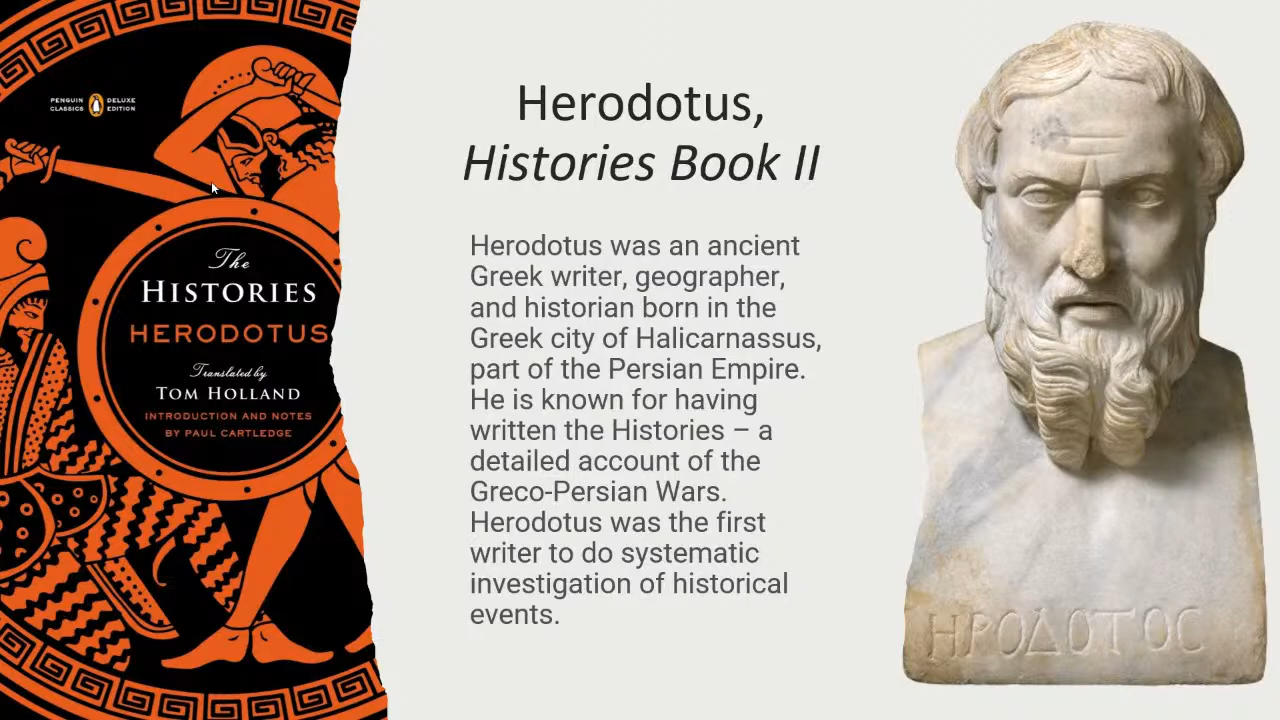 PENGUIN DELUXE
CLASSICS EDITION
The
HISTORIES
HERODOTUS
Translated by
TOM HOLLAND
INTRODUCTION AND NOTES
BY PAUL CARTLEDGE
Herodotus,
Histories Book II
Herodotus was an ancient
Greek writer, geographer,
and historian born in the
Greek city of Halicarnassus,
part of the Persian Empire.
He is known for having
written the Histories – a
detailed account of the
Greco-Persian Wars.
Herodotus was the first
writer to do systematic
investigation of historical
events.
ΗΡΟΔΟΤΟC